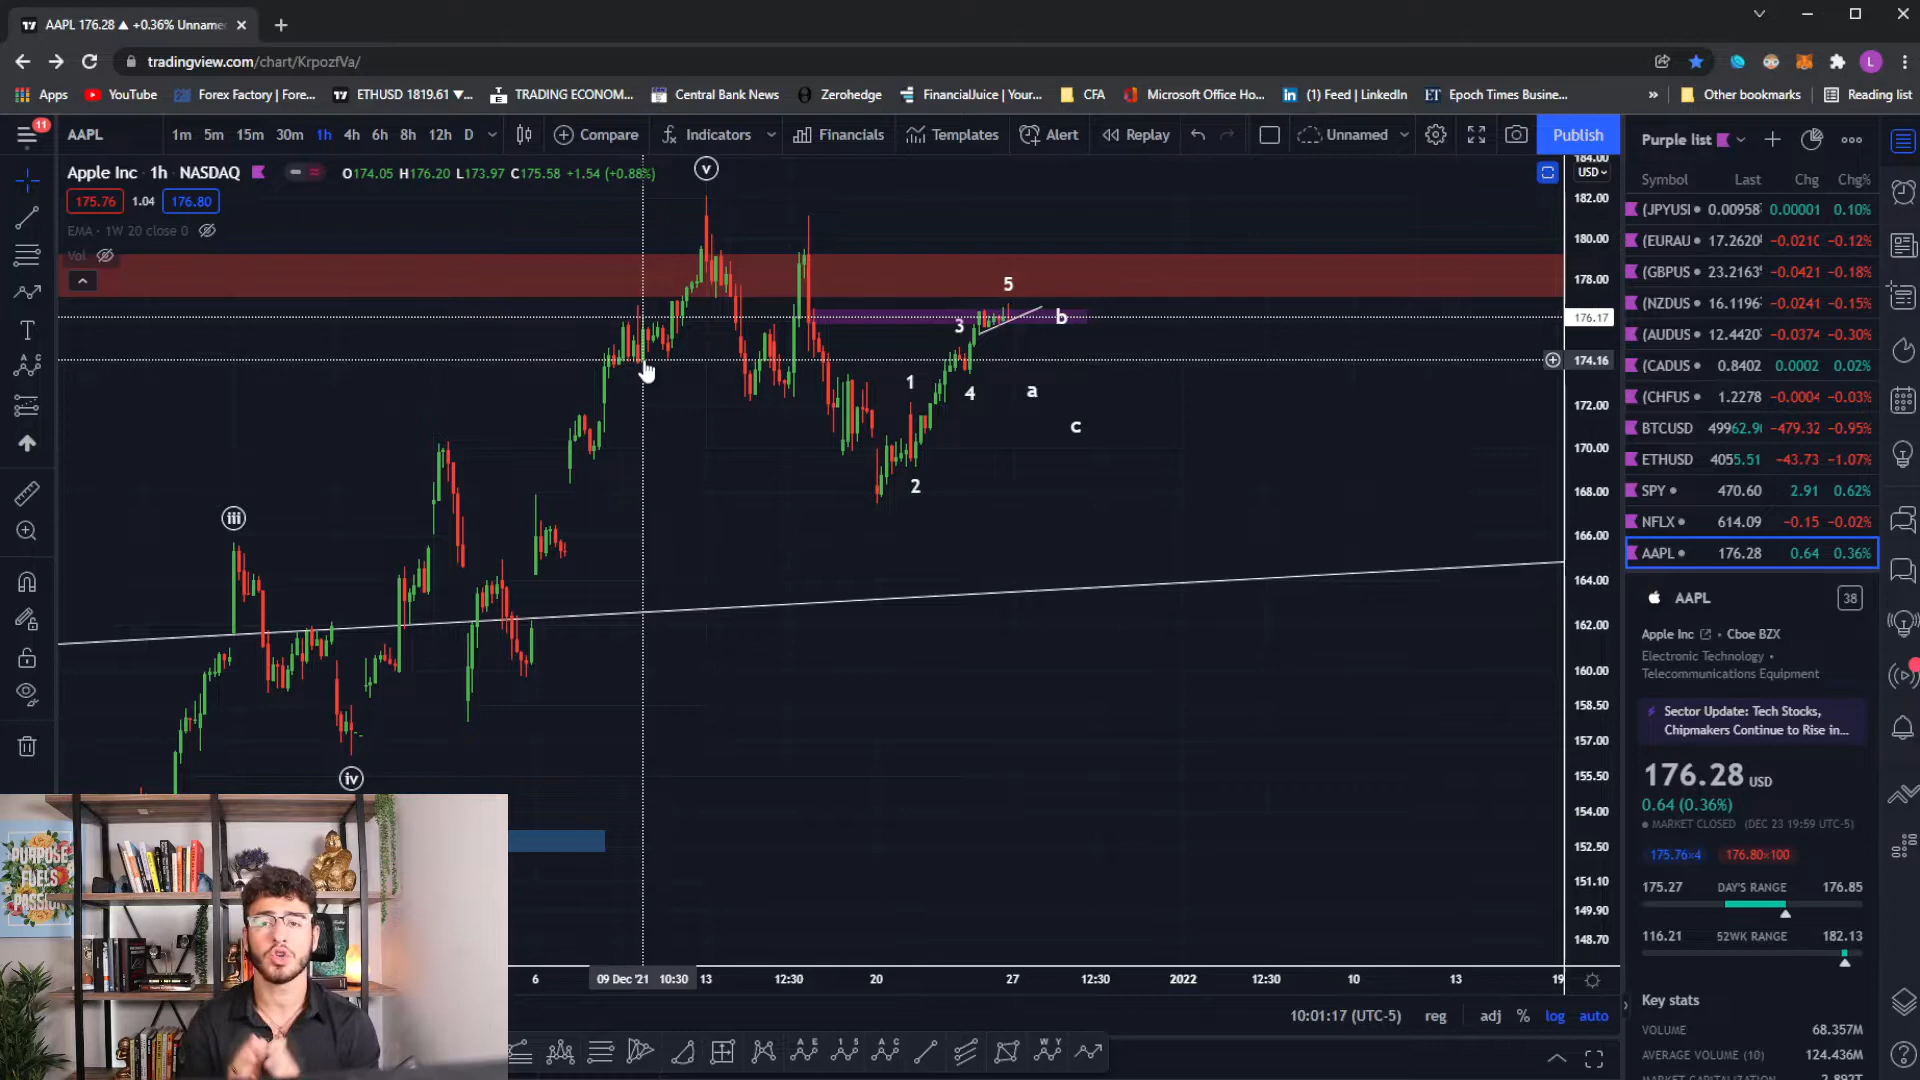 AAPL 176.28 ▲ +0.36% Unname
tradingview.com/chart/KrpozfVa/
L
Apps
YouTube
Forex Factory | Fore...
ETHUSD 1819.61 ▼...
TRADING ECONOM...
Central Bank News
Zerohedge
FinancialJuice | Your...
CFA
Microsoft Office Ho...
(1) Feed | LinkedIn
ET Epoch Times Busine...
»
Other bookmarks
Reading list
11
AAPL
1m 5m 15m 30m 1h 4h 6h 8h 12h D
Compare
Indicators
Financials
Templates
Alert
Replay
Unnamed
Publish
Apple Inc · 1h · NASDAQ
O174.05 H176.20 L173.97 C175.58 +1.54 (+0.88%)
175.76 1.04 176.80
EMA · 1W 20 close 0
Vol
v
5
3
b
1
4
a
c
2
iii
iv
184.00
USD
182.00
180.00
178.00
176.17
174.16
172.00
170.00
168.00
166.00
164.00
162.00
160.00
158.50
157.00
155.50
154.00
152.50
151.10
149.90
148.70
6
09 Dec '21 10:30
13
12:30
20
27
12:30
2022
12:30
10
13
19
10:01:17 (UTC-5)
reg
adj
%
log
auto
Purple list
Symbol Last Chg Chg%
(JPYUSI 0.00958 0.00001 0.10%
(EURAU 17.2620 −0.0210 −0.12%
(GBPUS 23.2163 −0.0421 −0.18%
(NZDUS 16.1196 −0.0241 −0.15%
(AUDUS 12.4420 −0.0374 −0.30%
(CADUS 0.8402 0.0002 0.02%
(CHFUS 1.2278 −0.0004 −0.03%
BTCUSD 49962.90 −479.32 −0.95%
ETHUSD 4055.51 −43.73 −1.07%
SPY 470.60 2.91 0.62%
NFLX 614.09 −0.15 −0.02%
AAPL 176.28 0.64 0.36%
AAPL
38
Apple Inc • Cboe BZX
Electronic Technology •
Telecommunications Equipment
Sector Update: Tech Stocks,
Chipmakers Continue to Rise in...
176.28 USD
0.64 (0.36%)
MARKET CLOSED (DEC 23 19:59 UTC-5)
175.76×4 176.80×100
175.27 DAY'S RANGE 176.85
116.21 52WK RANGE 182.13
Key stats
VOLUME 68.357M
AVERAGE VOLUME (10) 124.436M
PURPOSE
FUELS
PASSION